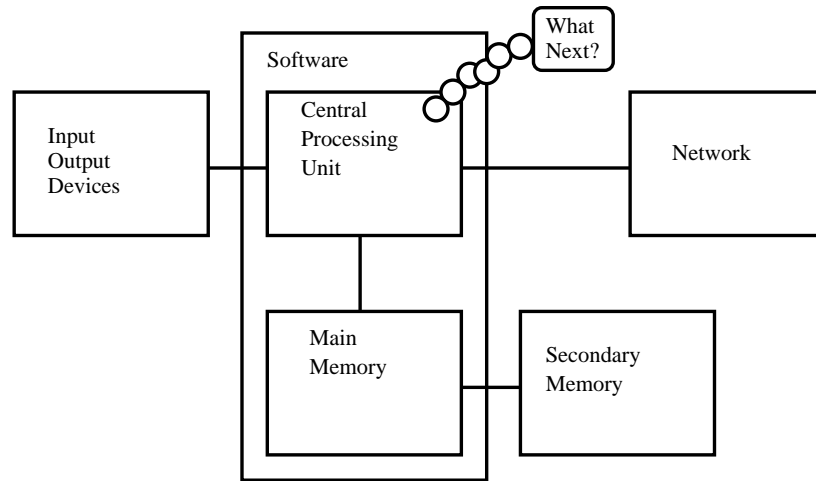 What
Next?
Software
Input
Output
Devices
Central
Processing
Unit
Network
Main
Memory
Secondary
Memory